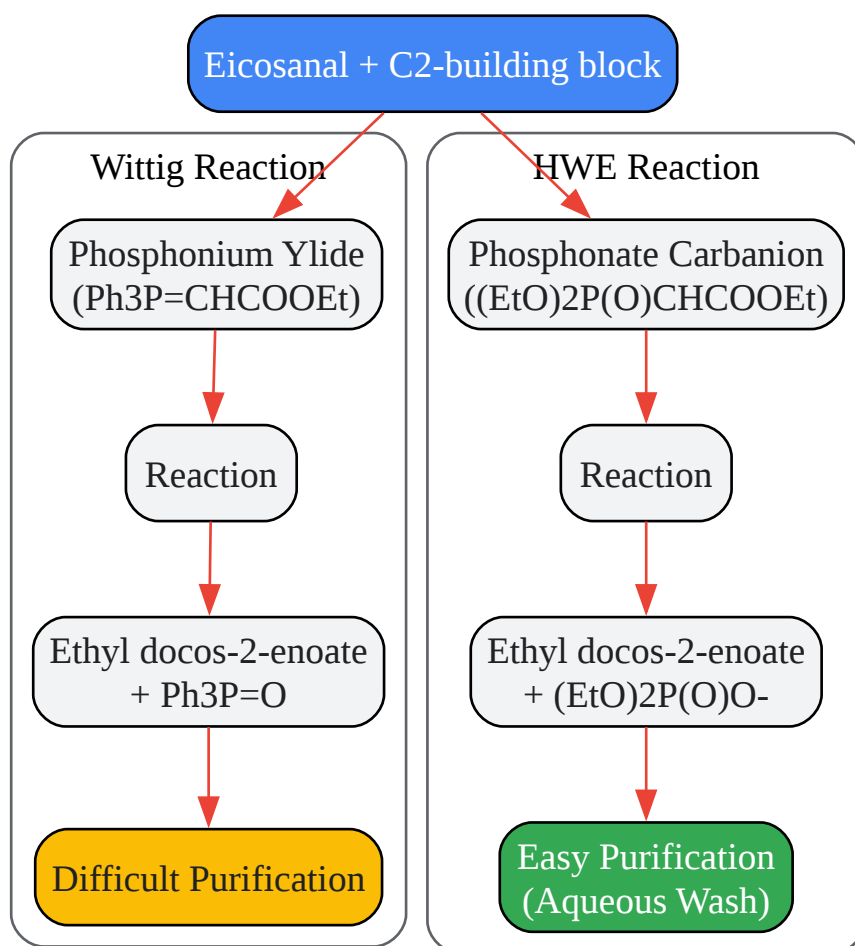 Eicosanal + C2-building block
Wittig Reaction
Phosphonium Ylide
(Ph3P=CHCOOEt)
Reaction
Ethyl docos-2-enoate
+ Ph3P=O
Difficult Purification
HWE Reaction
Phosphonate Carbanion
((EtO)2P(O)CHCOOEt)
Reaction
Ethyl docos-2-enoate
+ (EtO)2P(O)O-
Easy Purification
(Aqueous Wash)